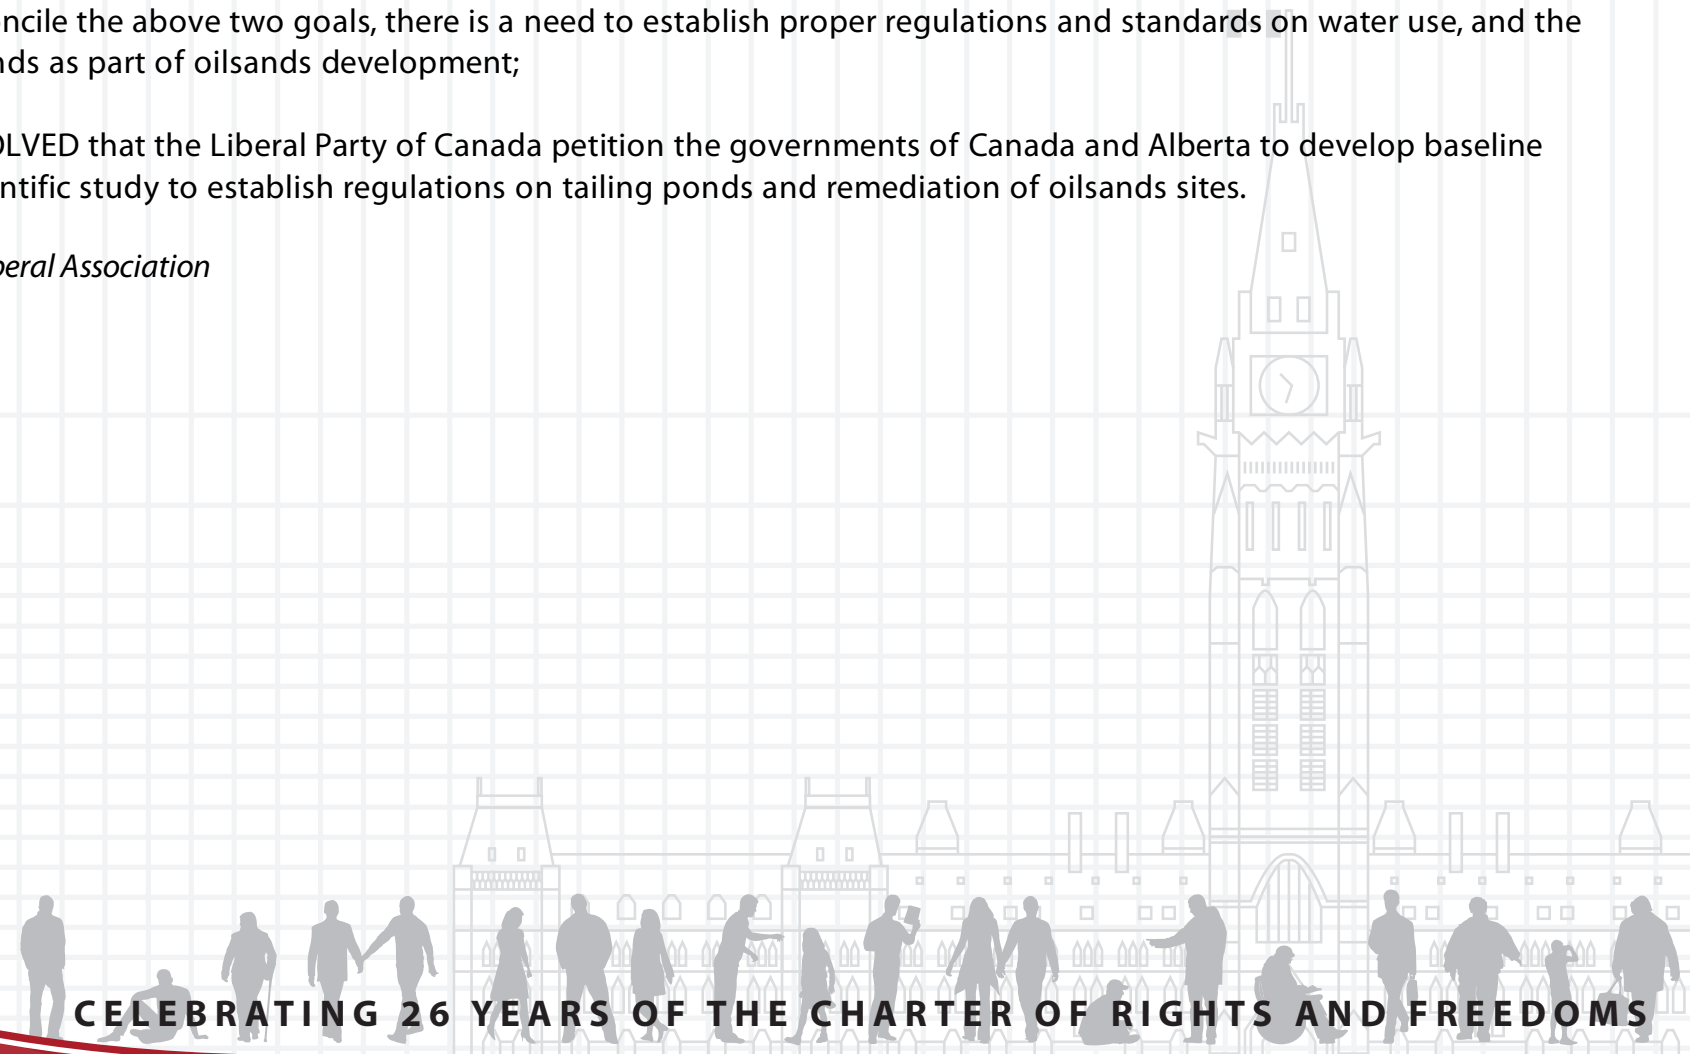 ncile the above two goals, there is a need to establish proper regulations and standards on water use, and the
nds as part of oilsands development;
OLVED that the Liberal Party of Canada petition the governments of Canada and Alberta to develop baseline
ntific study to establish regulations on tailing ponds and remediation of oilsands sites.
beral Association
CELEBRATING 26 YEARS OF THE CHARTER OF RIGHTS AND FREEDOMS